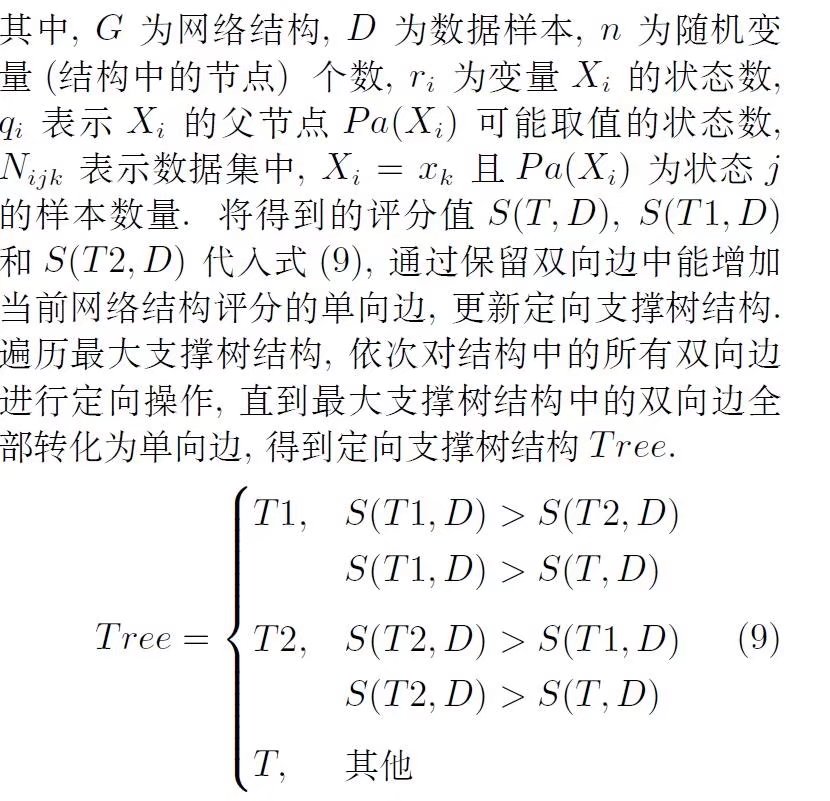 其中, G 为网络结构, D 为数据样本, n 为随机变
量 (结构中的节点) 个数, r_i 为变量 X_i 的状态数,
q_i 表示 X_i 的父节点 Pa(X_i) 可能取值的状态数,
N_{ijk} 表示数据集中, X_i = x_k 且 Pa(X_i) 为状态 j
的样本数量. 将得到的评分值 S(T, D), S(T1, D)
和 S(T2, D) 代入式 (9), 通过保留双向边中能增加
当前网络结构评分的单向边, 更新定向支撑树结构.
遍历最大支撑树结构, 依次对结构中的所有双向边
进行定向操作, 直到最大支撑树结构中的双向边全
部转化为单向边, 得到定向支撑树结构 Tree.
T1, S(T1, D) > S(T2, D)
S(T1, D) > S(T, D)
Tree = { T2, S(T2, D) > S(T1, D) (9)
S(T2, D) > S(T, D)
T, 其他